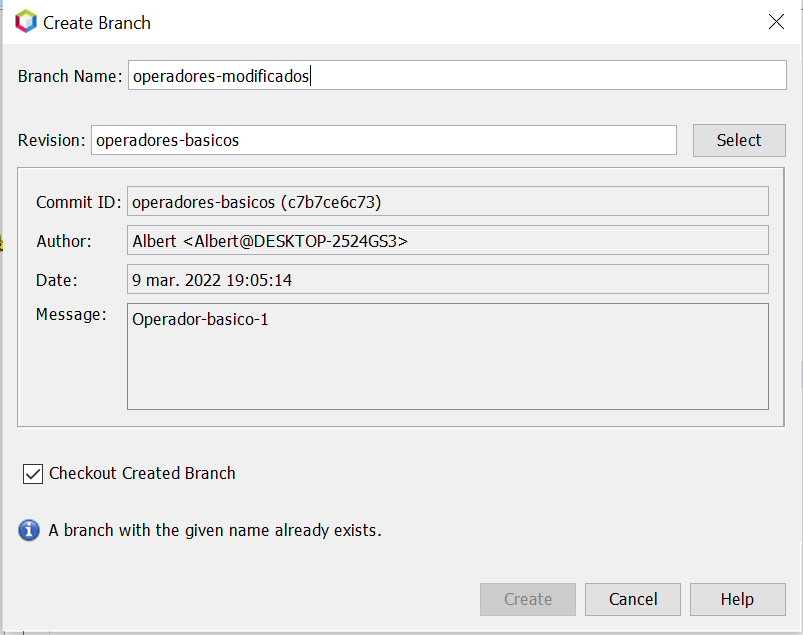 Create Branch
Branch Name: operadores-modificados
Revision: operadores-basicos Select
Commit ID: operadores-basicos (c7b7ce6c73)
Author: Albert <Albert@DESKTOP-2524GS3>
Date: 9 mar. 2022 19:05:14
Message: Operador-basico-1
Checkout Created Branch
A branch with the given name already exists.
Create Cancel Help